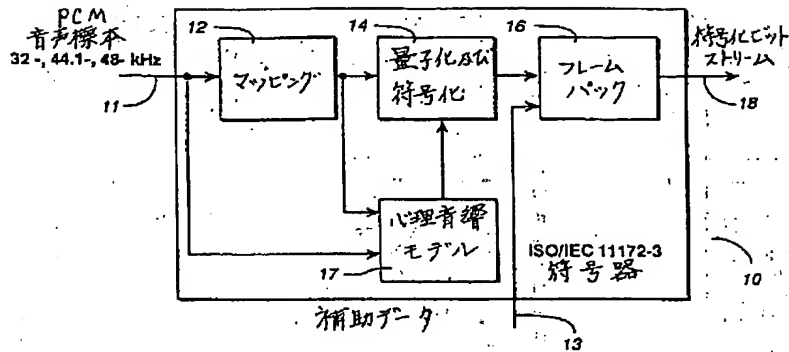 PCM
音声標本
32-, 44.1-, 48- kHz
11
12
マッピング
14
量子化及び
符号化
16
フレーム
パック
符号化ビット
ストリーム
18
心理音響
モデル
17
ISO/IEC 11172-3
符号器
10
補助データ
13